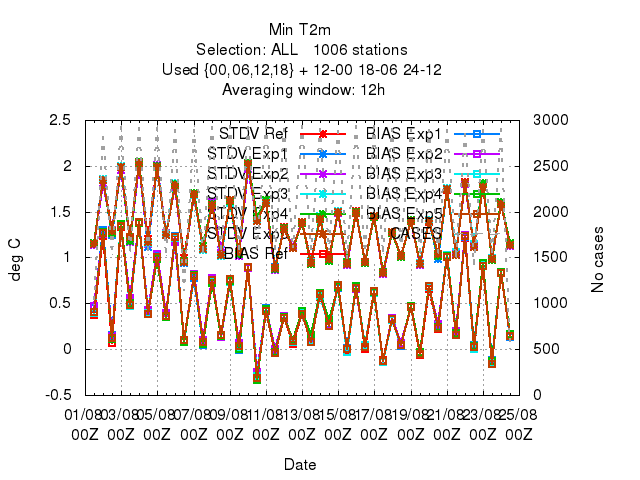 Min T2m
Selection: ALL   1006 stations
Used {00,06,12,18} + 12-00 18-06 24-12
Averaging window: 12h
STDV Ref
STDV Exp1
STDV Exp2
STDV Exp3
STDV Exp4
STDV Exp5
BIAS Ref
BIAS Exp1
BIAS Exp2
BIAS Exp3
BIAS Exp4
BIAS Exp5
CASES
2.5
2
1.5
1
0.5
0
-0.5
deg C
3000
2500
2000
1500
1000
500
0
No cases
01/08 03/08 05/08 07/08 09/08 11/08 13/08 15/08 17/08 19/08 21/08 23/08 25/08
00Z 00Z 00Z 00Z 00Z 00Z 00Z 00Z 00Z 00Z 00Z 00Z 00Z
Date